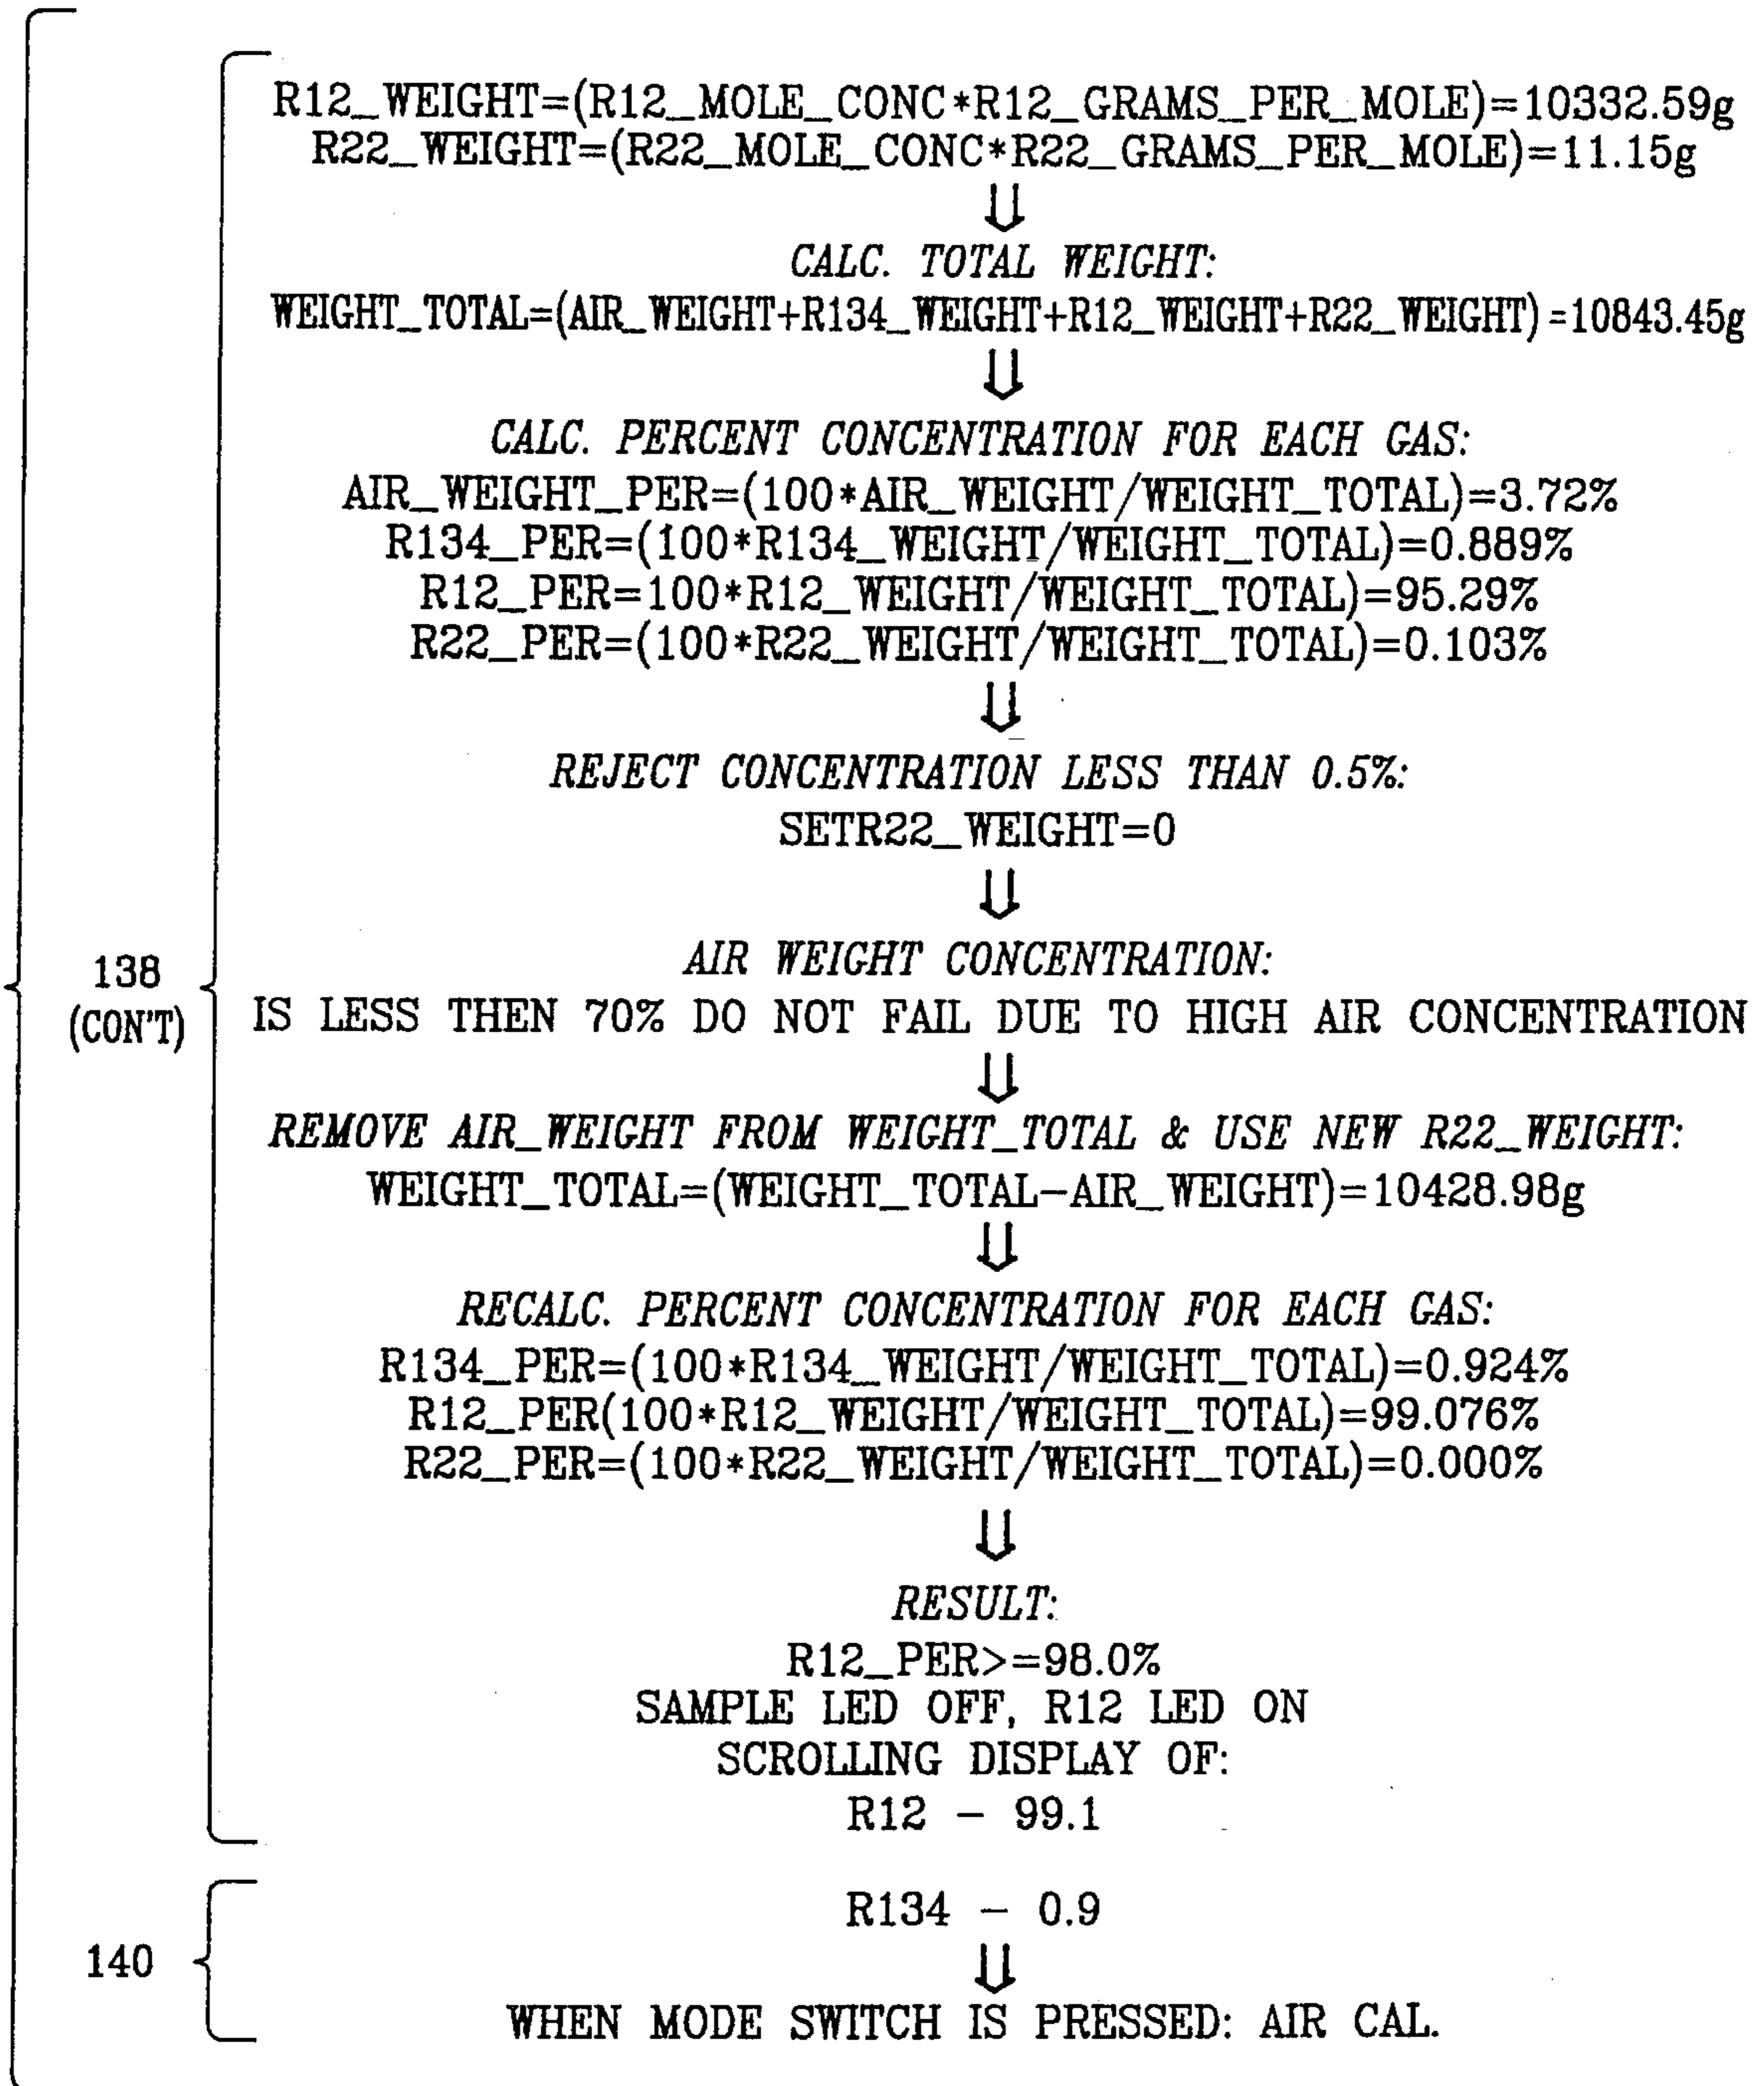 R12_WEIGHT=(R12_MOLE_CONC*R12_GRAMS_PER_MOLE)=10332.59g
R22_WEIGHT=(R22_MOLE_CONC*R22_GRAMS_PER_MOLE)=11.15g
⇓
CALC. TOTAL WEIGHT:
WEIGHT_TOTAL=(AIR_WEIGHT+R134_WEIGHT+R12_WEIGHT+R22_WEIGHT)=10843.45g
⇓
CALC. PERCENT CONCENTRATION FOR EACH GAS:
AIR_WEIGHT_PER=(100*AIR_WEIGHT/WEIGHT_TOTAL)=3.72%
R134_PER=(100*R134_WEIGHT/WEIGHT_TOTAL)=0.889%
R12_PER=100*R12_WEIGHT/WEIGHT_TOTAL)=95.29%
R22_PER=(100*R22_WEIGHT/WEIGHT_TOTAL)=0.103%
⇓
REJECT CONCENTRATION LESS THAN 0.5%:
SETR22_WEIGHT=0
⇓
AIR WEIGHT CONCENTRATION:
138
(CON'T)
IS LESS THEN 70% DO NOT FAIL DUE TO HIGH AIR CONCENTRATION
⇓
REMOVE AIR_WEIGHT FROM WEIGHT_TOTAL & USE NEW R22_WEIGHT:
WEIGHT_TOTAL=(WEIGHT_TOTAL-AIR_WEIGHT)=10428.98g
⇓
RECALC. PERCENT CONCENTRATION FOR EACH GAS:
R134_PER=(100*R134_WEIGHT/WEIGHT_TOTAL)=0.924%
R12_PER(100*R12_WEIGHT/WEIGHT_TOTAL)=99.076%
R22_PER=(100*R22_WEIGHT/WEIGHT_TOTAL)=0.000%
⇓
RESULT:
R12_PER>=98.0%
SAMPLE LED OFF, R12 LED ON
SCROLLING DISPLAY OF:
R12 - 99.1
R134 - 0.9
140
⇓
WHEN MODE SWITCH IS PRESSED: AIR CAL.